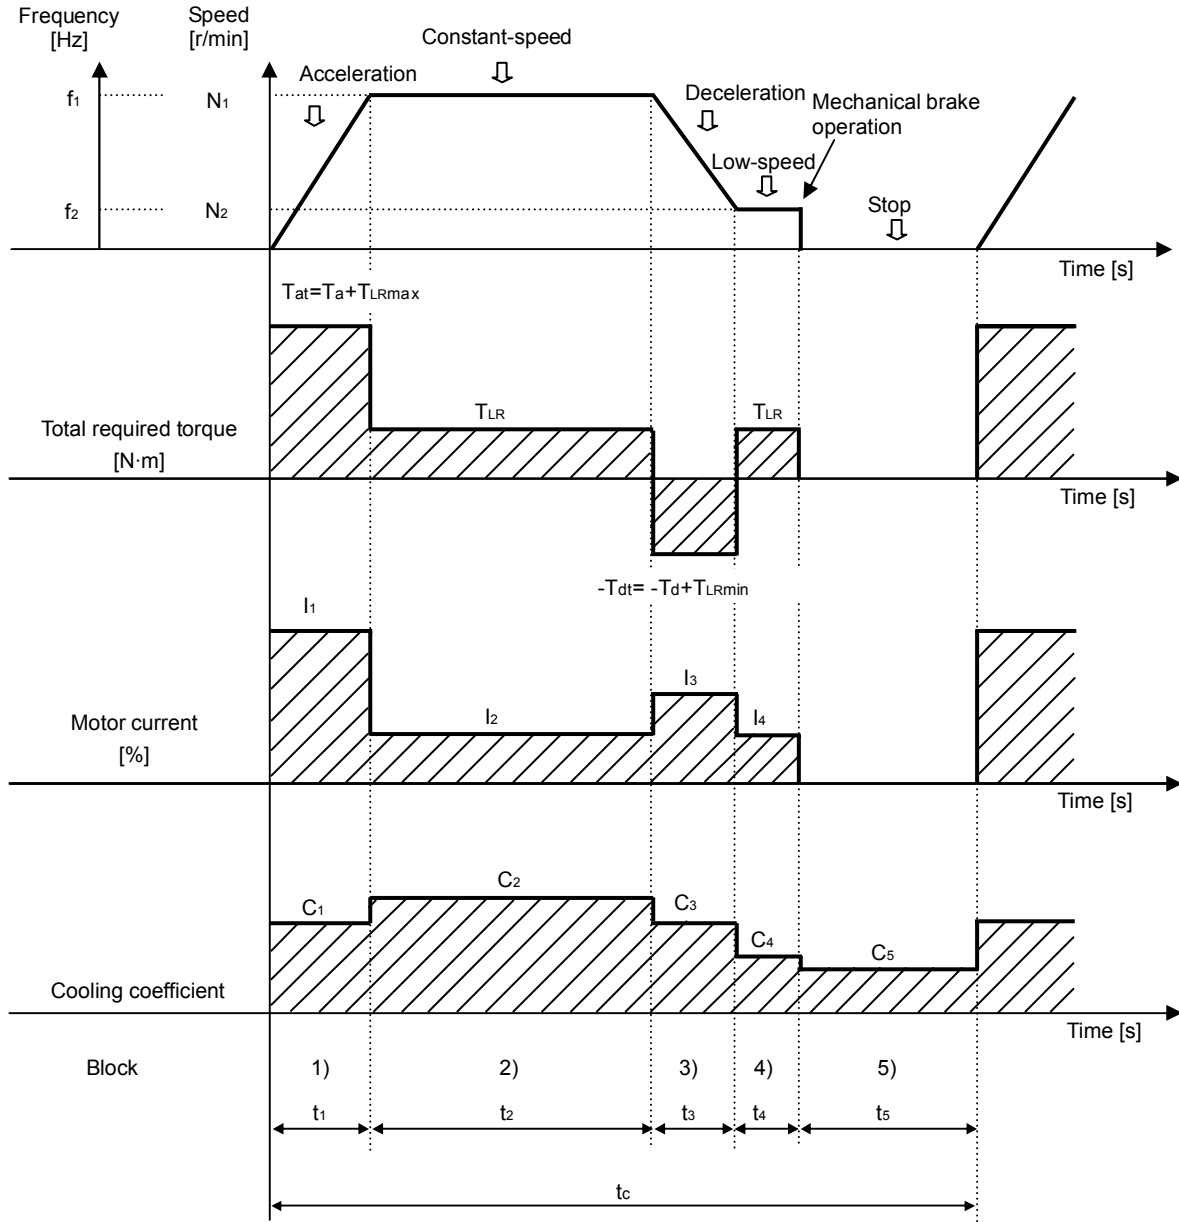 Frequency
[Hz]
Speed
[r/min]
Constant-speed
Acceleration
Deceleration
Mechanical brake
operation
f1
N1
Low-speed
f2
N2
Stop
Time [s]
Tat=Ta+TLRmax
TLR
TLR
Total required torque
[N·m]
Time [s]
-Tdt= -Td+TLRmin
I1
I2
I3
I4
Motor current
[%]
Time [s]
C1
C2
C3
C4
C5
Cooling coefficient
Time [s]
Block
1)
2)
3)
4)
5)
t1
t2
t3
t4
t5
tc